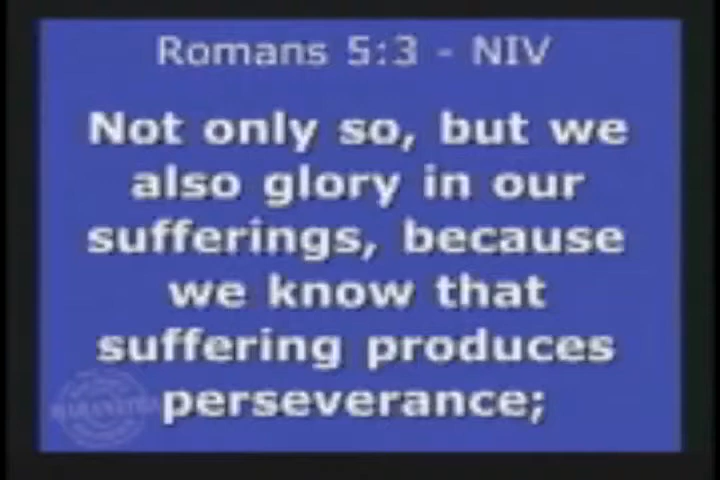 Romans 5:3 - NIV
Not only so, but we
also glory in our
sufferings, because
we know that
suffering produces
perseverance;